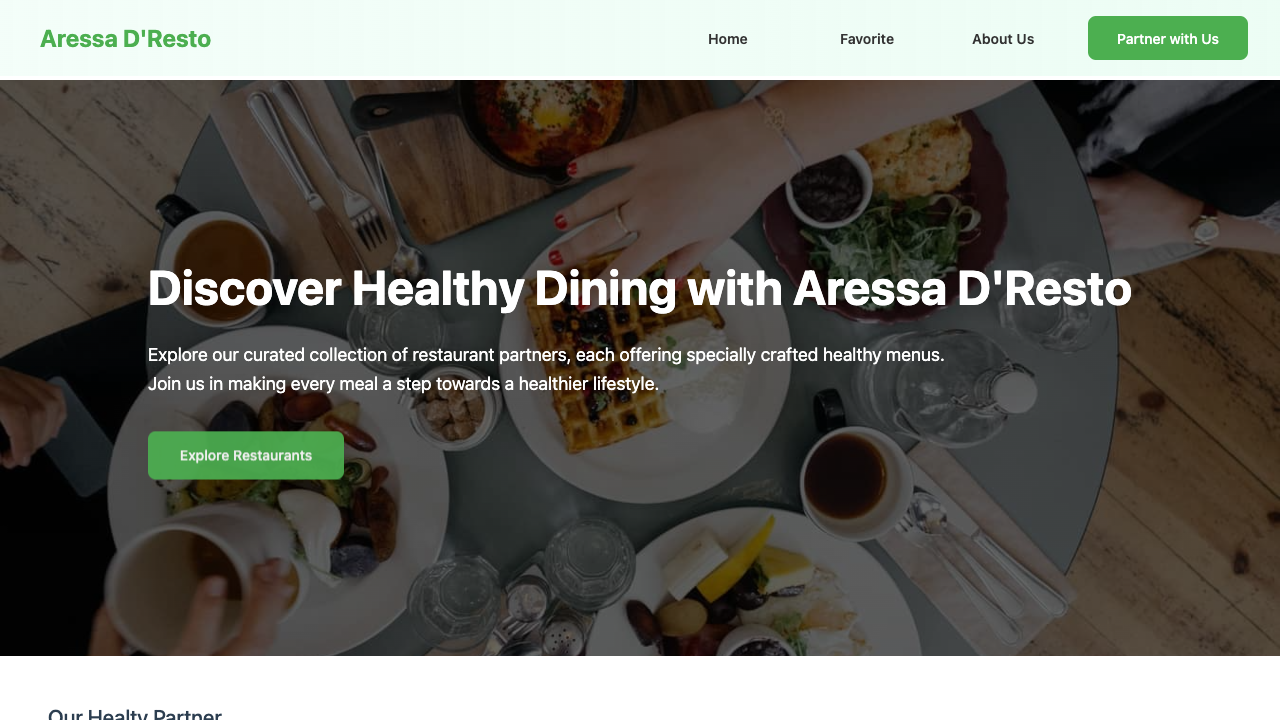 Aressa D'Resto
Home
Favorite
About Us
Partner with Us
Discover Healthy Dining with Aressa D'Resto
Explore our curated collection of restaurant partners, each offering specially crafted healthy menus.
Join us in making every meal a step towards a healthier lifestyle.
Explore Restaurants
Our Healty Partner